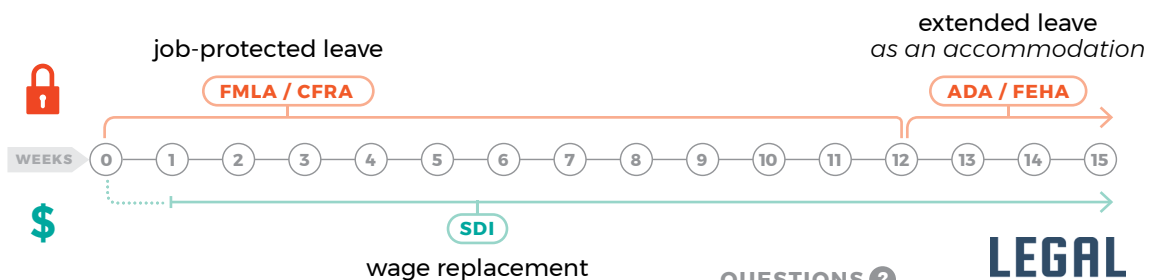 extended leave
job-protected leave
as an accommodation
FMLA / CFRA
ADA / FEHA
WEEKS 0 1 2 3 4 5 6 7 8 9 10 11 12 13 14 15
$
SDI
LEGAL
wage replacement
QUESTIONS ?